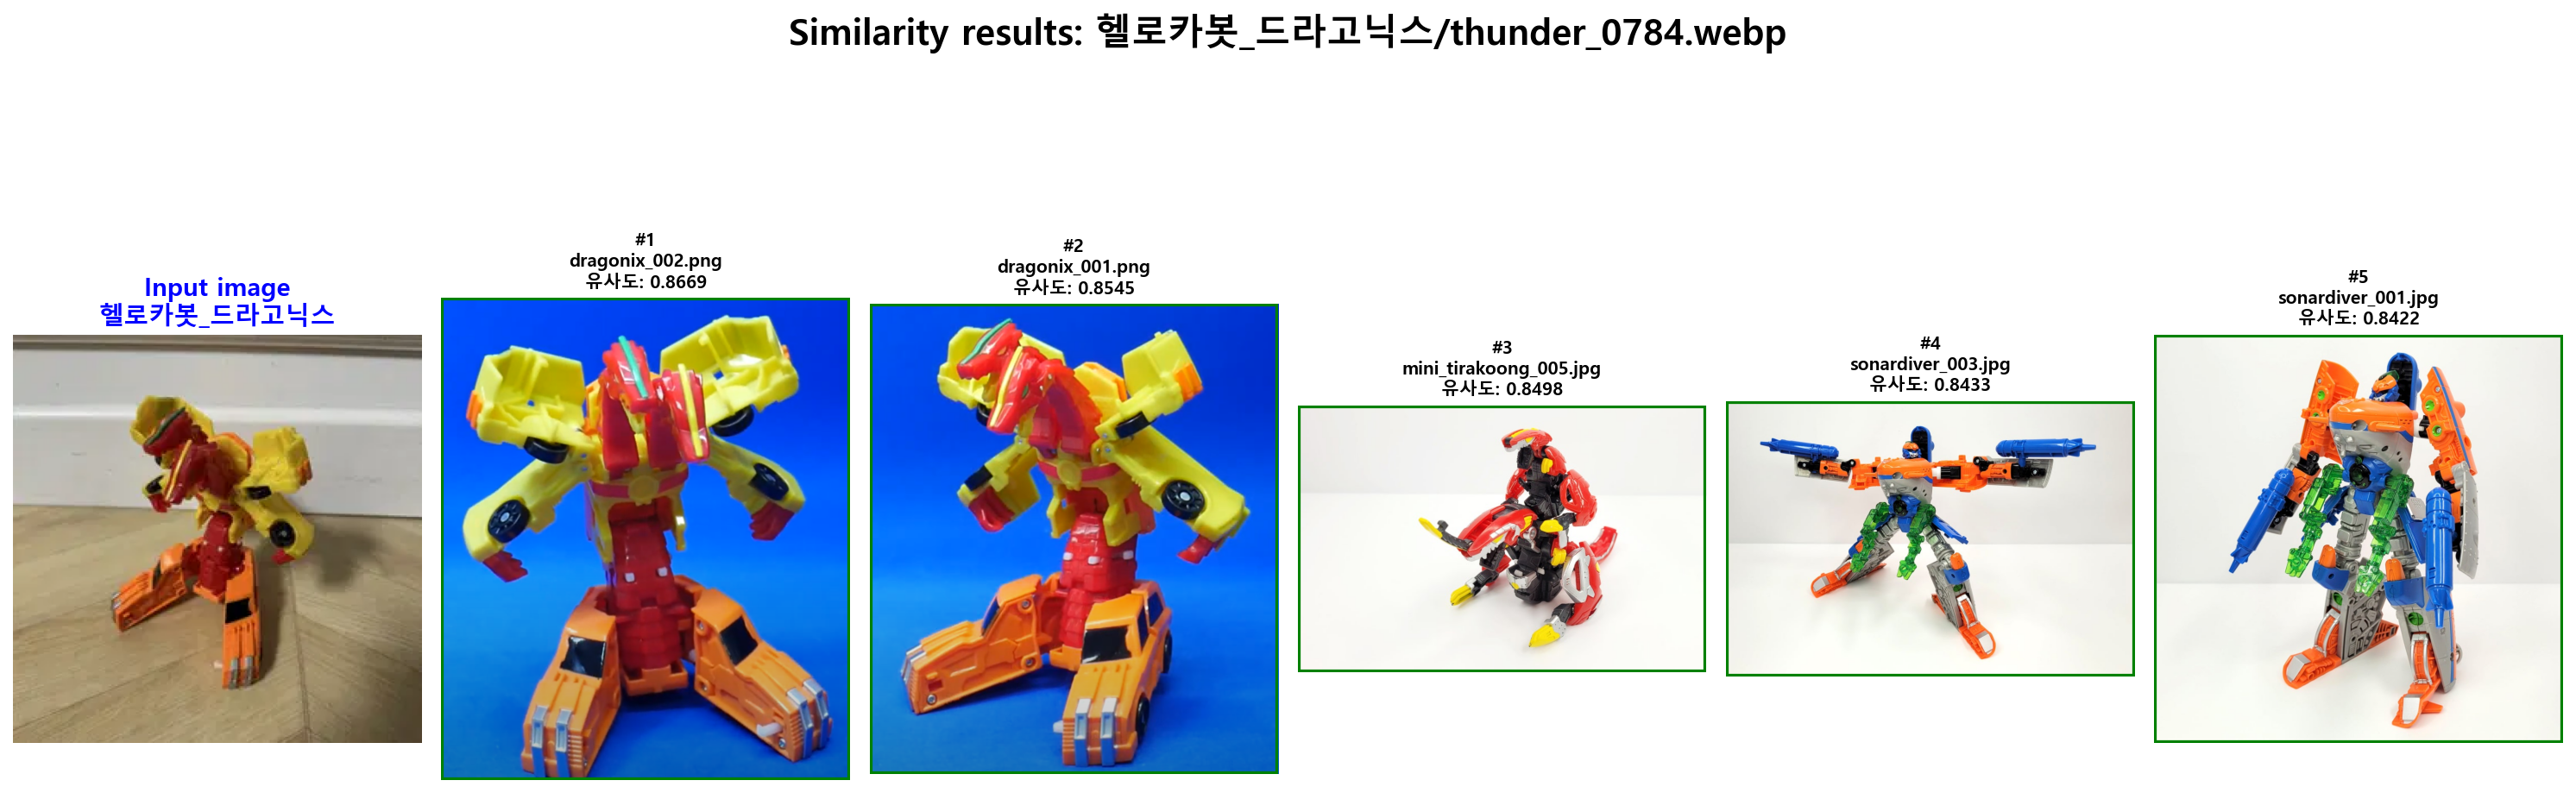 Similarity results: 헬로카봇_드라고닉스/thunder_0784.webp
Input image
헬로카봇_드라고닉스
#1
dragonix_002.png
유사도: 0.8669
#2
dragonix_001.png
유사도: 0.8545
#3
mini_tirakoong_005.jpg
유사도: 0.8498
#4
sonardiver_003.jpg
유사도: 0.8433
#5
sonardiver_001.jpg
유사도: 0.8422